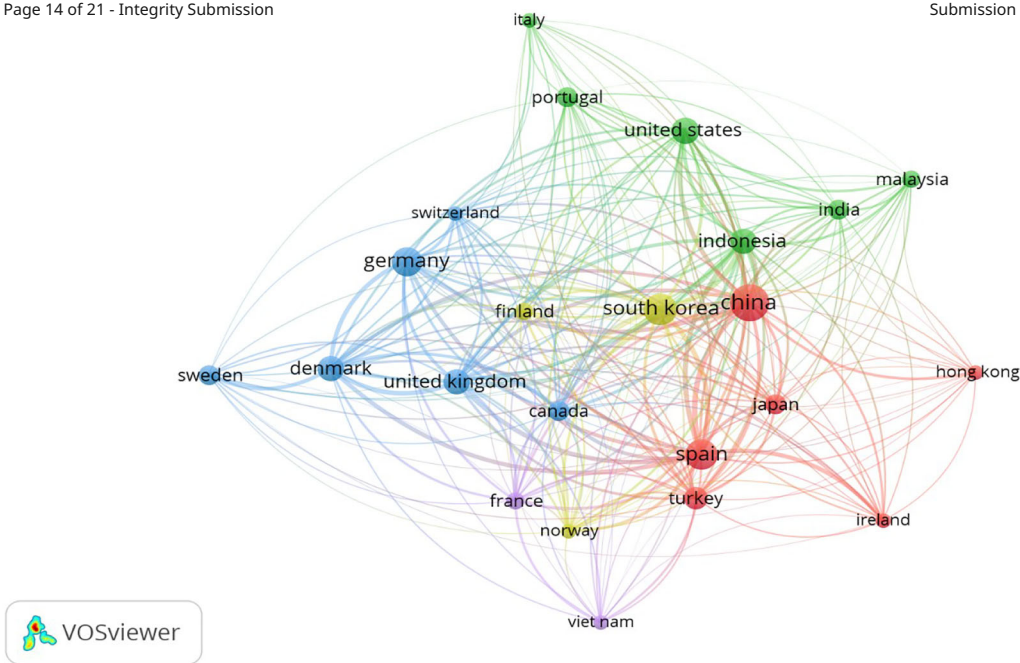 Page 14 of 21 - Integrity Submission
Submission
italy
portugal
united states
malaysia
india
switzerland
indonesia
germany
finland
south korea
china
sweden
denmark
united kingdom
hong kong
canada
japan
spain
france
turkey
norway
ireland
viet nam
VOSviewer